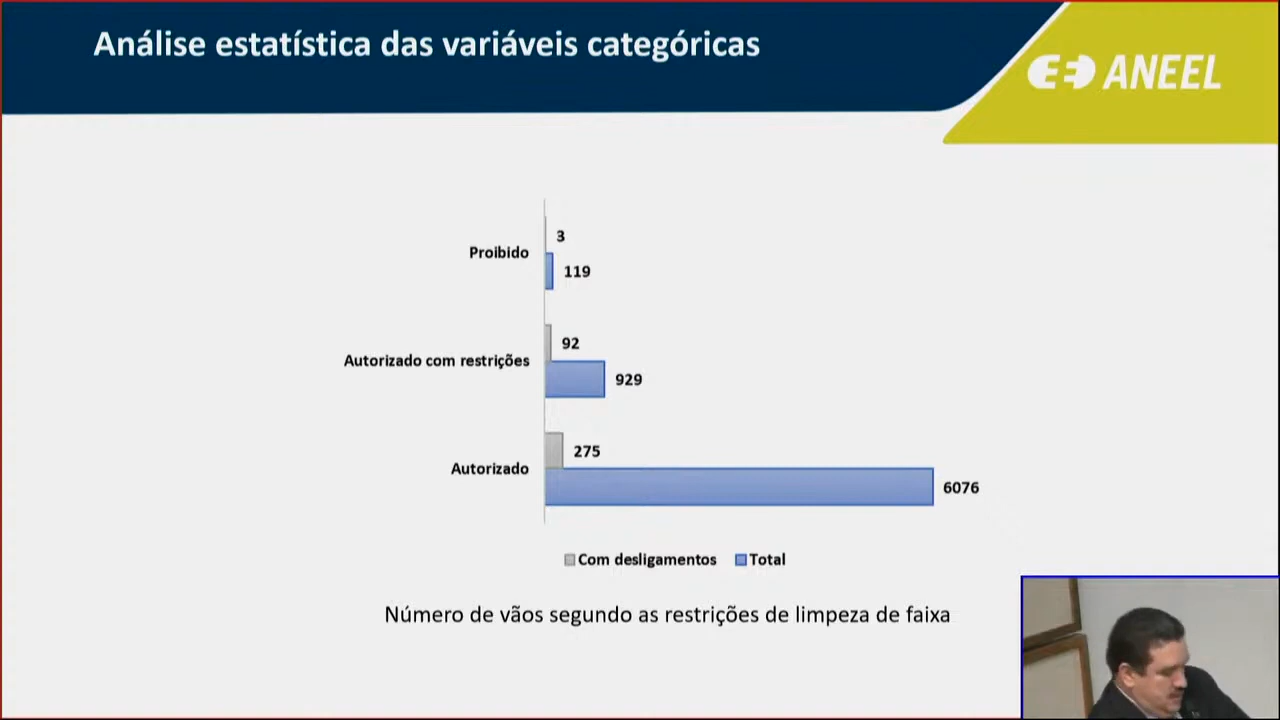 Análise estatística das variáveis categóricas
ANEEL
3
Proibido
119
92
Autorizado com restrições
929
275
Autorizado
6076
Com desligamentos Total
Número de vãos segundo as restrições de limpeza de faixa